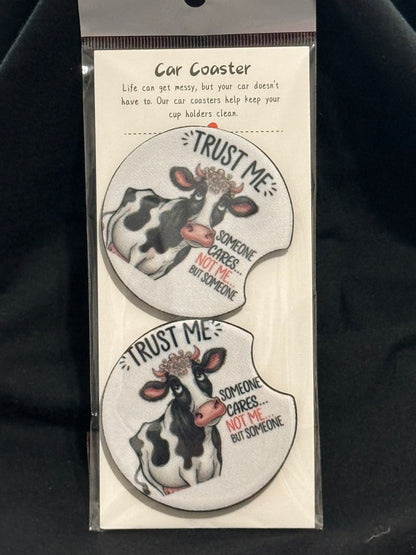 Car Coaster
Life can get messy, but your car doesn't
have to. Our car coasters help keep your
cup holders clean.
TRUST ME
SOMEONE
CARES...
NOT ME...
BUT SOMEONE
TRUST ME
SOMEONE
CARES...
NOT ME...
BUT SOMEONE